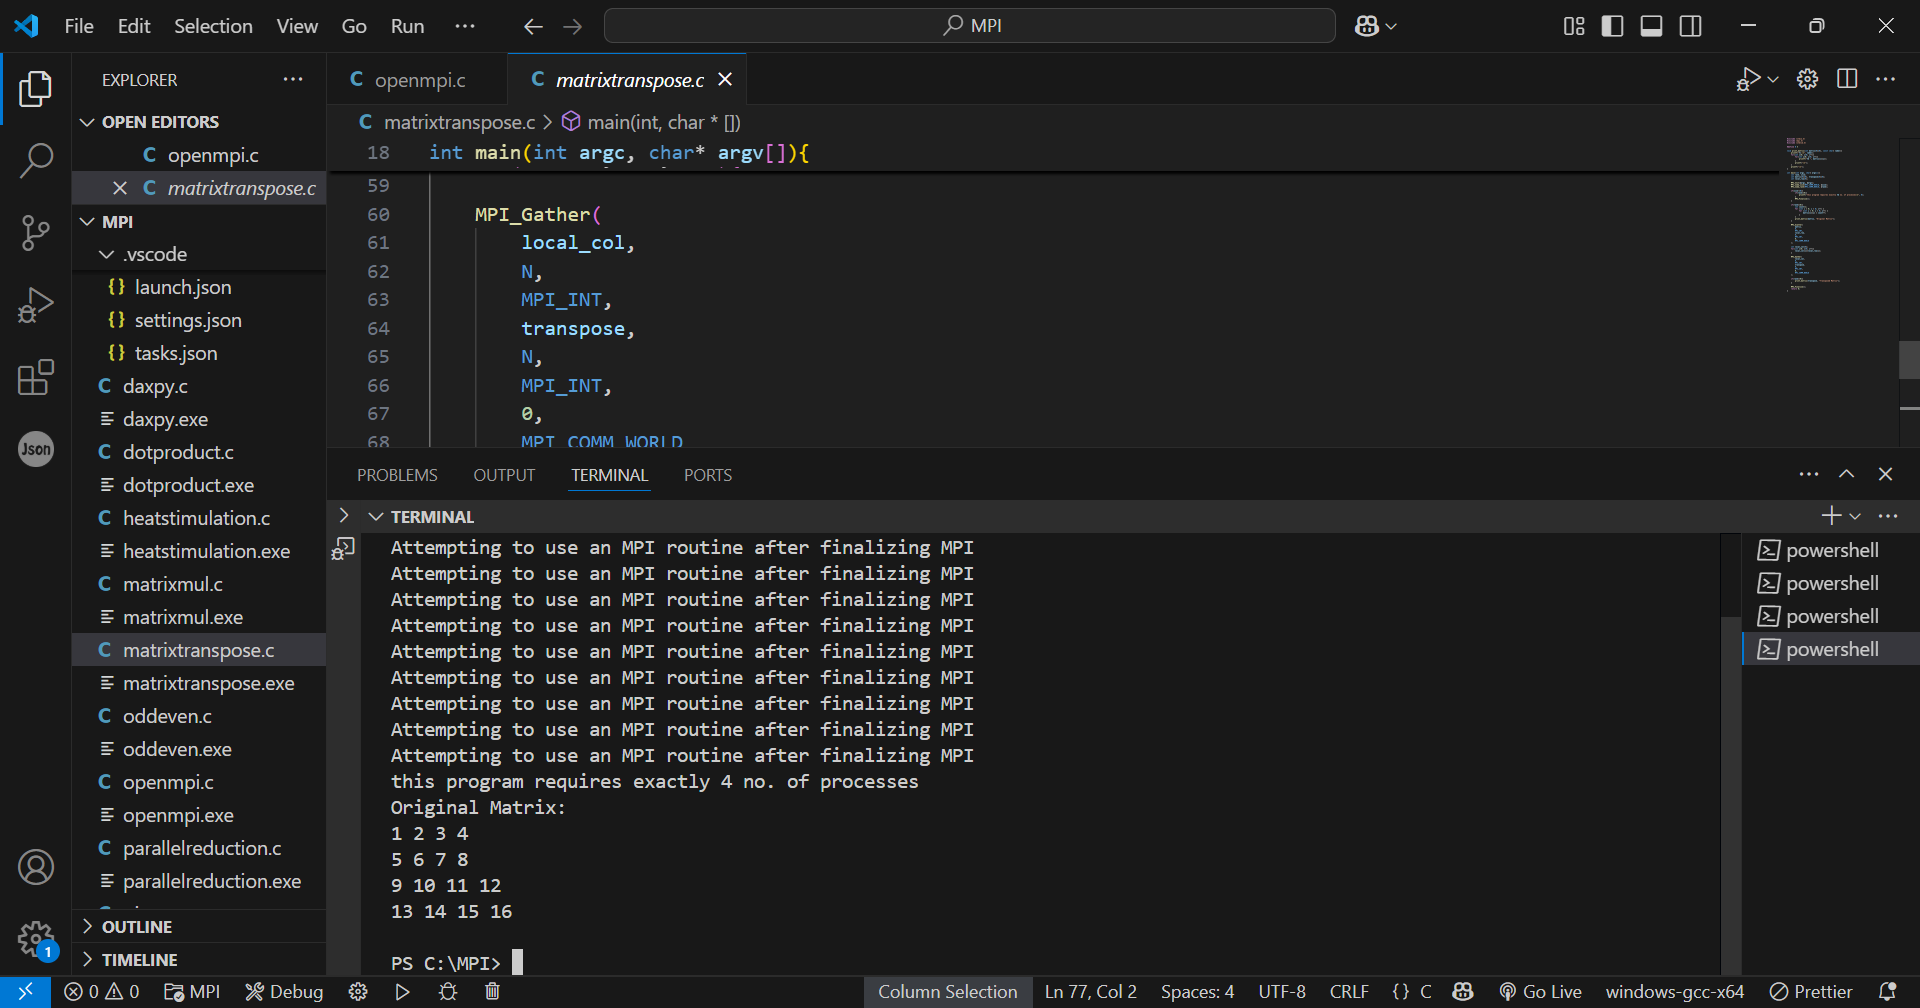 File Edit Selection View Go Run ··· MPI
EXPLORER
OPEN EDITORS
C openmpi.c
C matrixtranspose.c
MPI
.vscode
{} launch.json
{} settings.json
{} tasks.json
C daxpy.c
daxpy.exe
C dotproduct.c
dotproduct.exe
C heatstimulation.c
heatstimulation.exe
C matrixmul.c
matrixmul.exe
C matrixtranspose.c
matrixtranspose.exe
C oddeven.c
oddeven.exe
C openmpi.c
openmpi.exe
C parallelreduction.c
parallelreduction.exe
OUTLINE
TIMELINE
Json
1
C openmpi.c C matrixtranspose.c
C matrixtranspose.c > main(int, char * [])
18 int main(int argc, char* argv[]){
59
60 MPI_Gather(
61 local_col,
62 N,
63 MPI_INT,
64 transpose,
65 N,
66 MPI_INT,
67 0,
68 MPI_COMM_WORLD
PROBLEMS OUTPUT TERMINAL PORTS
TERMINAL
Attempting to use an MPI routine after finalizing MPI
Attempting to use an MPI routine after finalizing MPI
Attempting to use an MPI routine after finalizing MPI
Attempting to use an MPI routine after finalizing MPI
Attempting to use an MPI routine after finalizing MPI
Attempting to use an MPI routine after finalizing MPI
Attempting to use an MPI routine after finalizing MPI
Attempting to use an MPI routine after finalizing MPI
Attempting to use an MPI routine after finalizing MPI
this program requires exactly 4 no. of processes
Original Matrix:
1 2 3 4
5 6 7 8
9 10 11 12
13 14 15 16
PS C:\MPI>
powershell
powershell
powershell
powershell
0 0 MPI Debug Column Selection Ln 77, Col 2 Spaces: 4 UTF-8 CRLF {} C Go Live windows-gcc-x64 Prettier